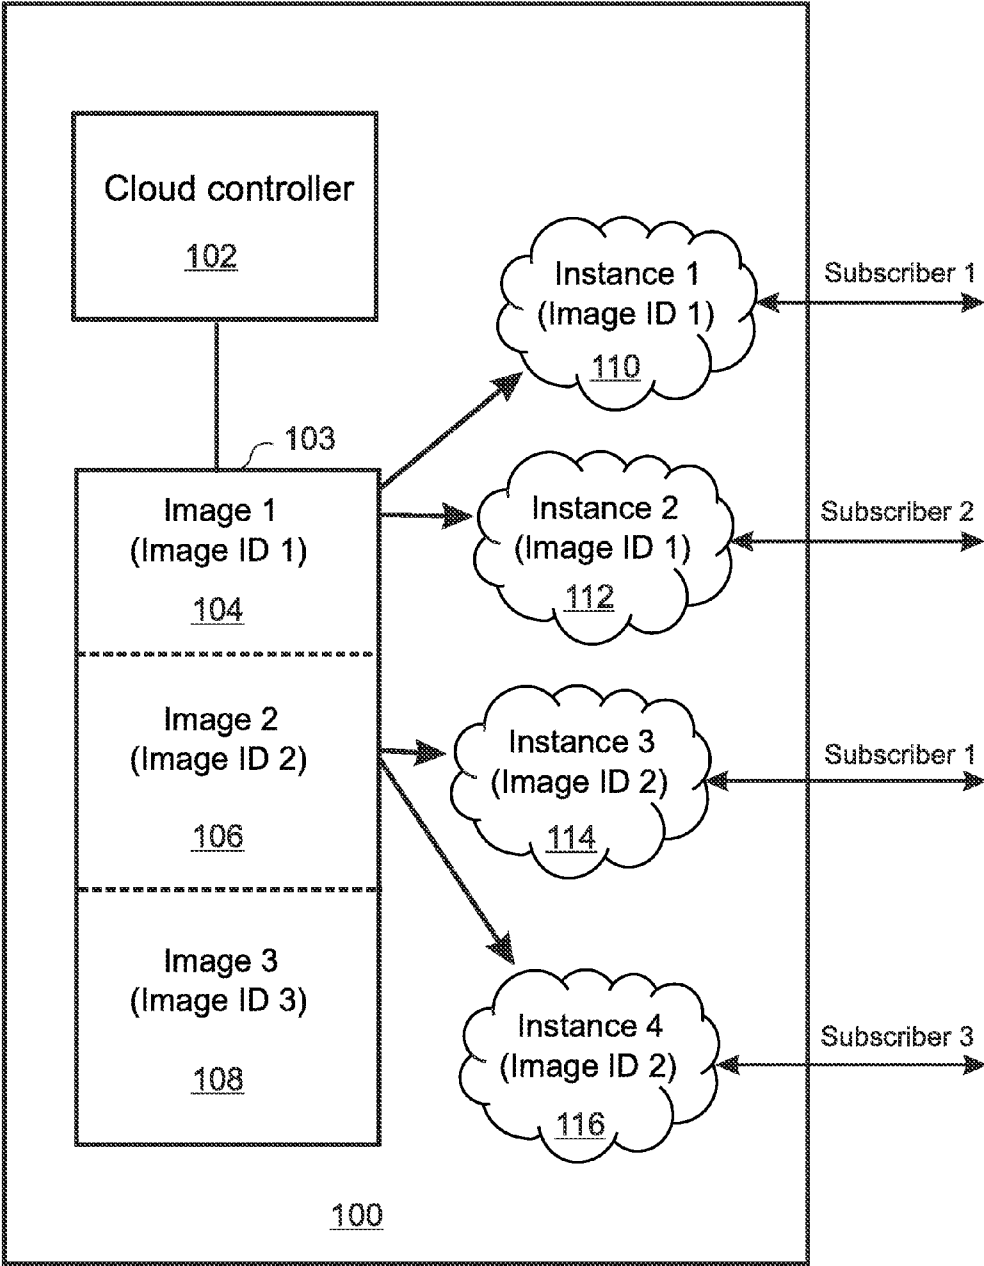 Cloud controller
102
103
Image 1
(Image ID 1)
104
Image 2
(Image ID 2)
106
Image 3
(Image ID 3)
108
Instance 1
(Image ID 1)
110
Subscriber 1
Instance 2
(Image ID 1)
112
Subscriber 2
Instance 3
(Image ID 2)
114
Subscriber 1
Instance 4
(Image ID 2)
116
Subscriber 3
100